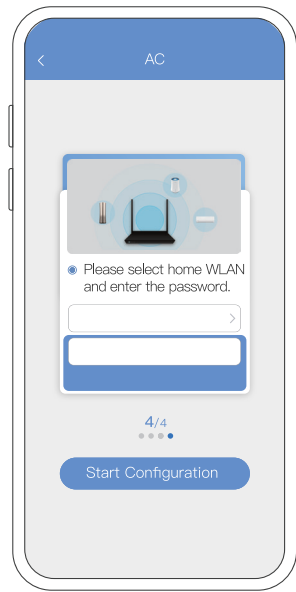 AC
Please select home WLAN
and enter the password.
4/4
Start Configuration